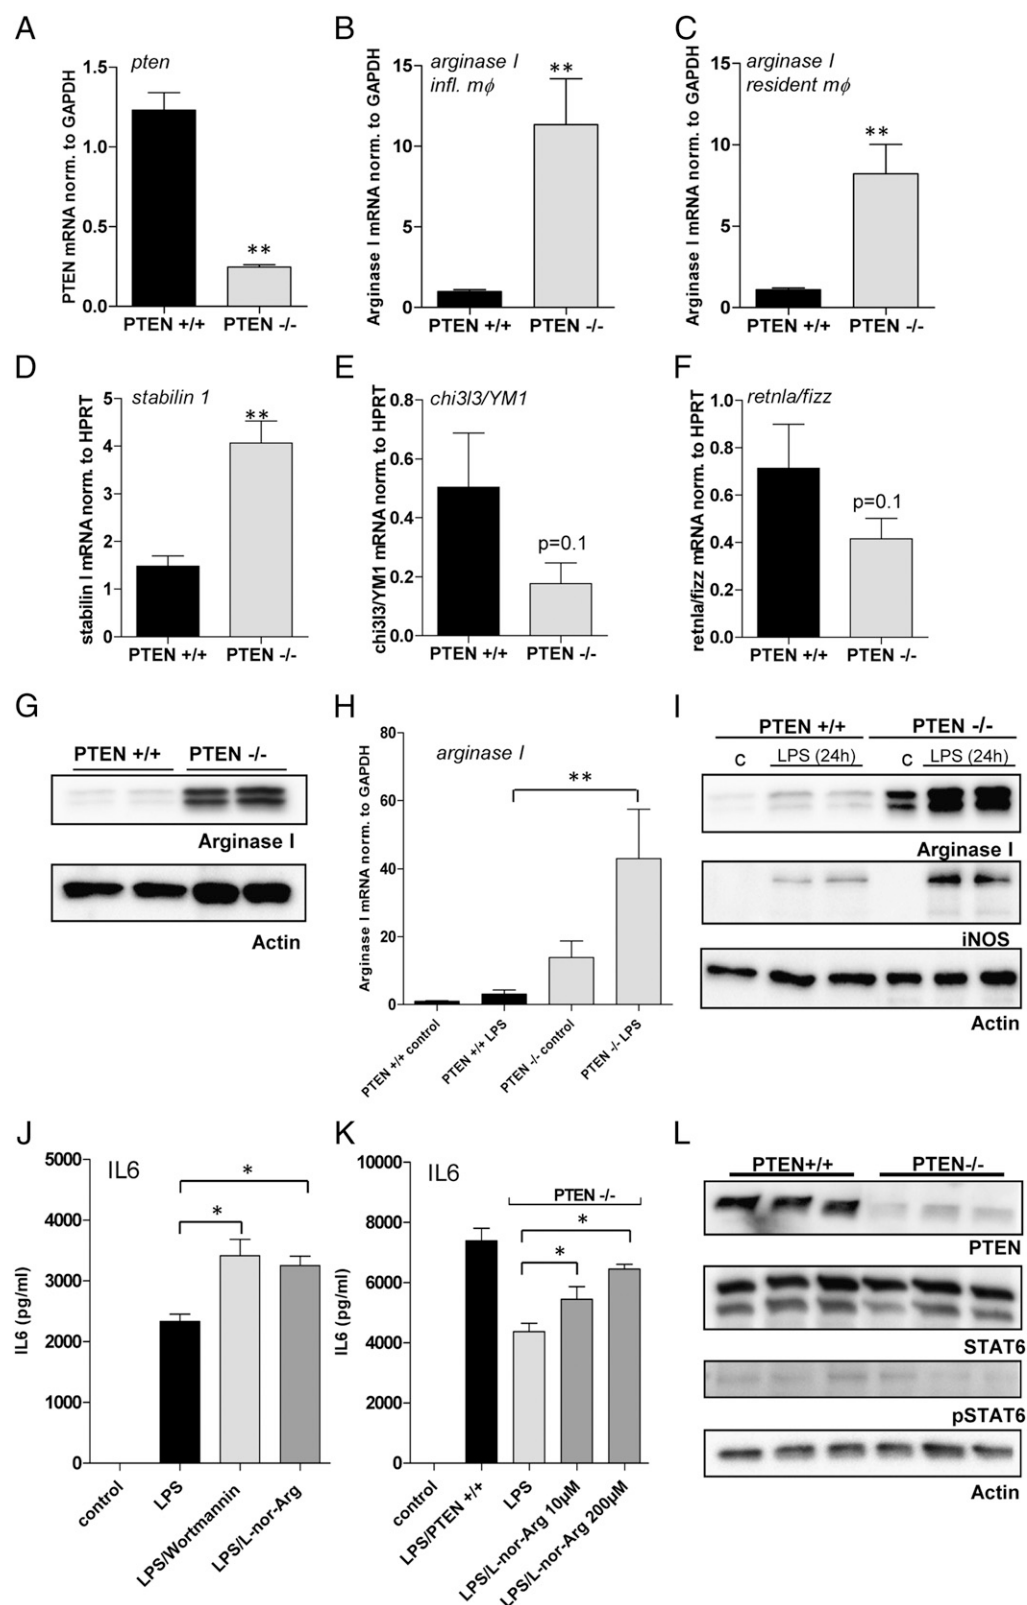 A
pten
PTEN mRNA norm. to GAPDH
1.5
1.0
0.5
0.0
**
PTEN +/+ PTEN -/-
B
arginase I
infl. mϕ
Arginase I mRNA norm. to GAPDH
15
10
5
0
**
PTEN +/+ PTEN -/-
C
arginase I
resident mϕ
Arginase I mRNA norm. to GAPDH
15
10
5
0
**
PTEN +/+ PTEN -/-
D
stabilin 1
stabilin I mRNA norm. to HPRT
5
4
3
2
1
0
**
PTEN +/+ PTEN -/-
E
chi3l3/YM1
chi3l3/YM1 mRNA norm. to HPRT
0.8
0.6
0.4
0.2
0.0
p=0.1
PTEN +/+ PTEN -/-
F
retnla/fizz
retnla/fizz mRNA norm. to HPRT
1.0
0.8
0.6
0.4
0.2
0.0
p=0.1
PTEN +/+ PTEN -/-
G
PTEN +/+ PTEN -/-
Arginase I
Actin
H
arginase I
Arginase I mRNA norm. to GAPDH
80
60
40
20
0
**
PTEN +/+ control
PTEN +/+ LPS
PTEN -/- control
PTEN -/- LPS
I
PTEN +/+ PTEN -/-
c LPS (24h) c LPS (24h)
Arginase I
iNOS
Actin
J
IL6
IL6 (pg/ml)
5000
4000
3000
2000
1000
0
*
*
control
LPS
LPS/Wortmannin
LPS/L-nor-Arg
K
IL6
IL6 (pg/ml)
10000
8000
6000
4000
2000
0
PTEN -/-
*
*
control
LPS/PTEN +/+
LPS
LPS/L-nor-Arg 10µM
LPS/L-nor-Arg 200µM
L
PTEN+/+ PTEN-/-
PTEN
STAT6
pSTAT6
Actin